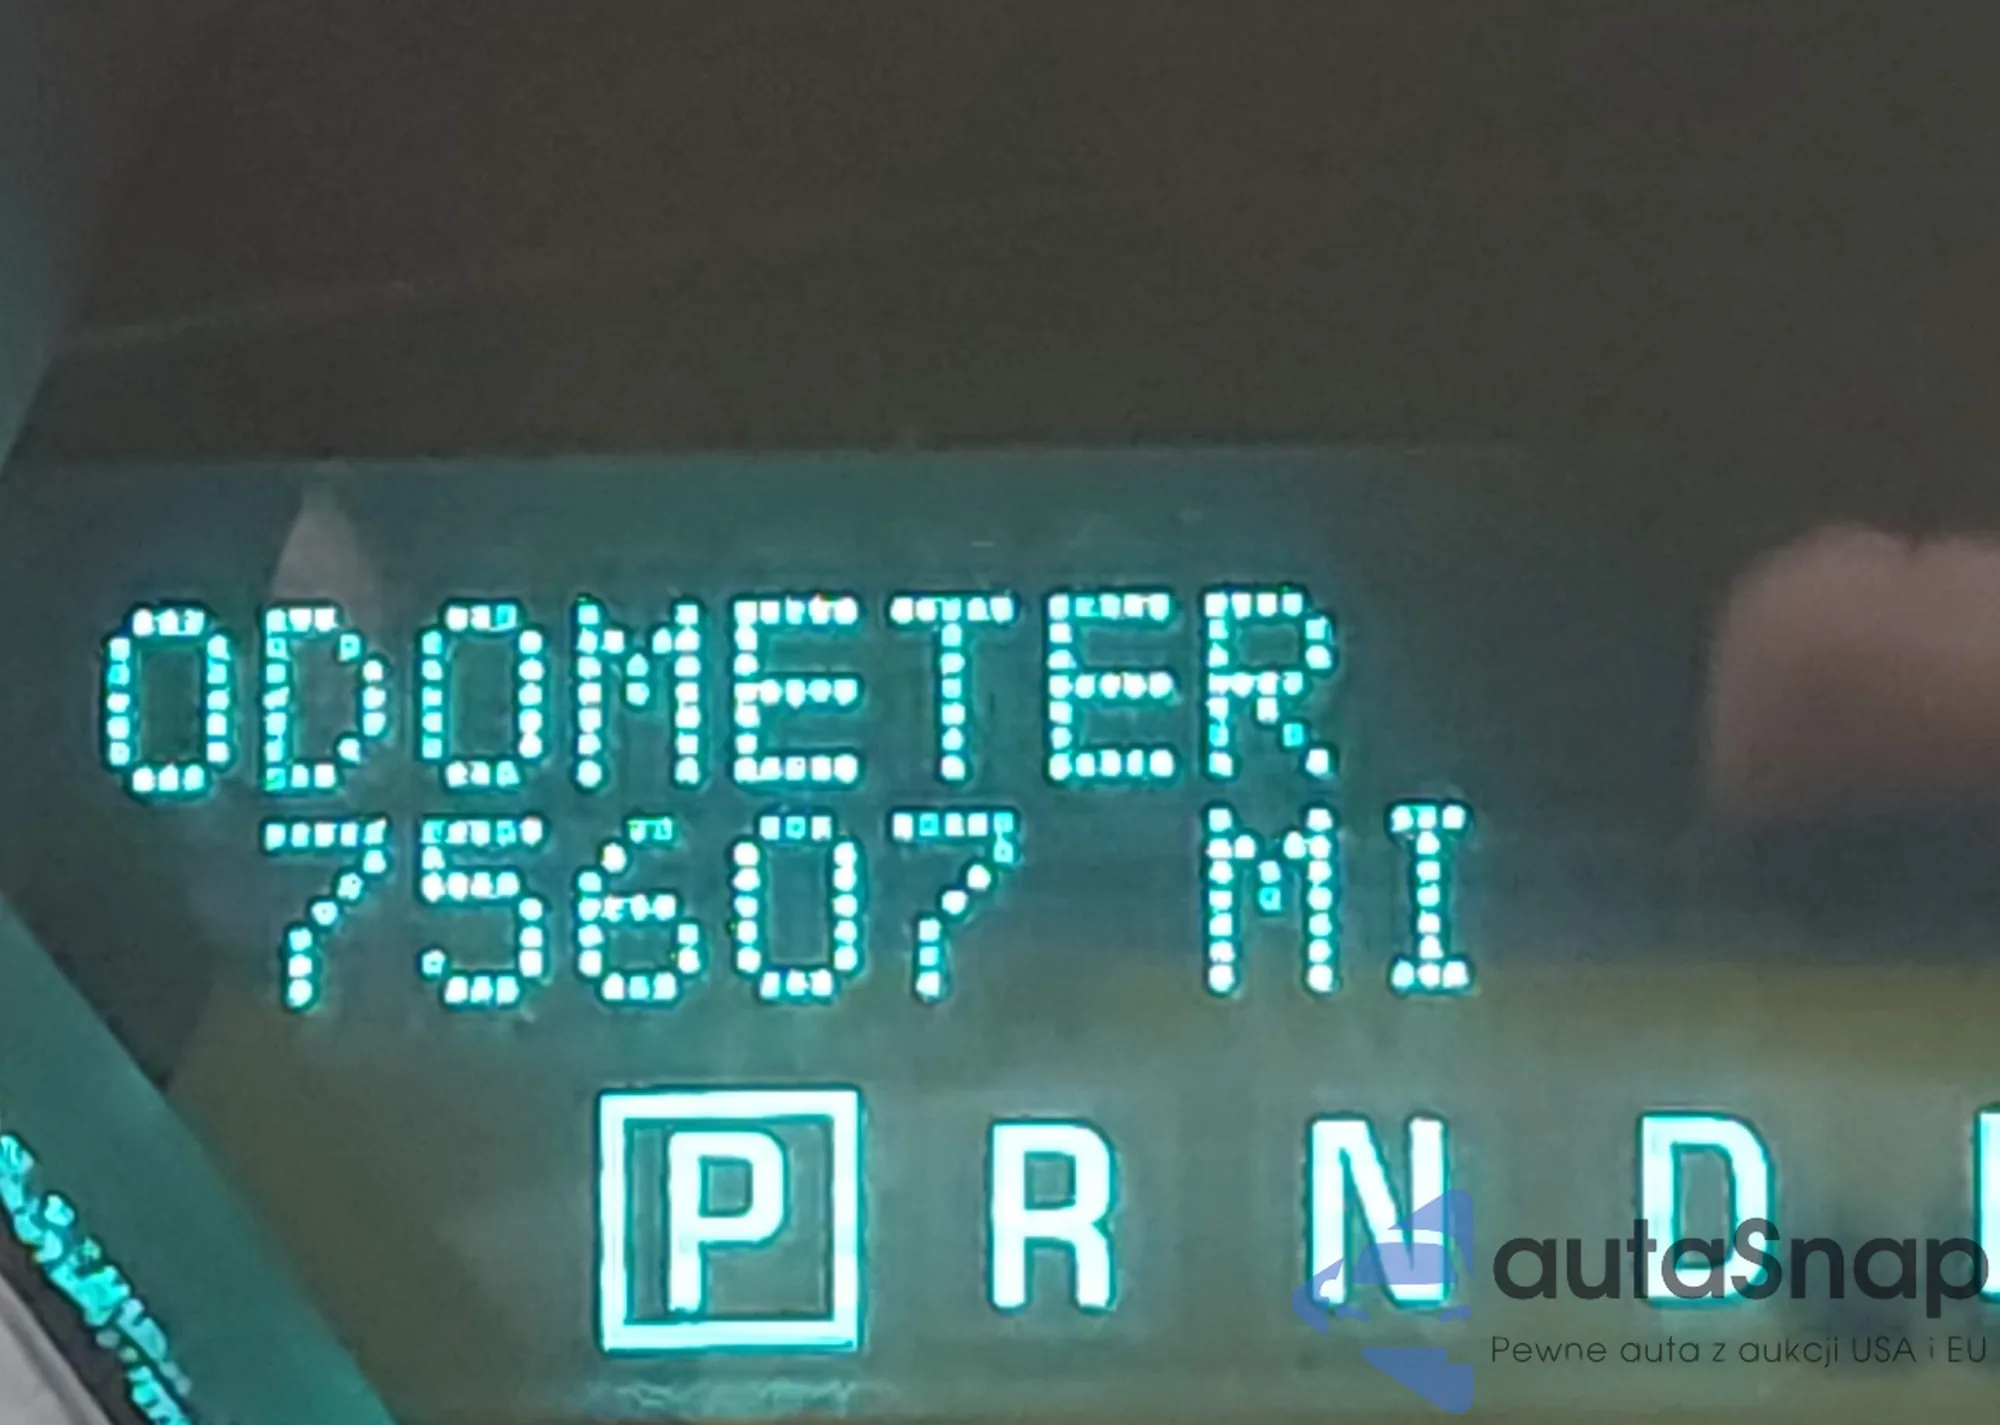 ODOMETER
75607 MI
P R N D
autaSnap
Pewne auta z aukcji USA i EU